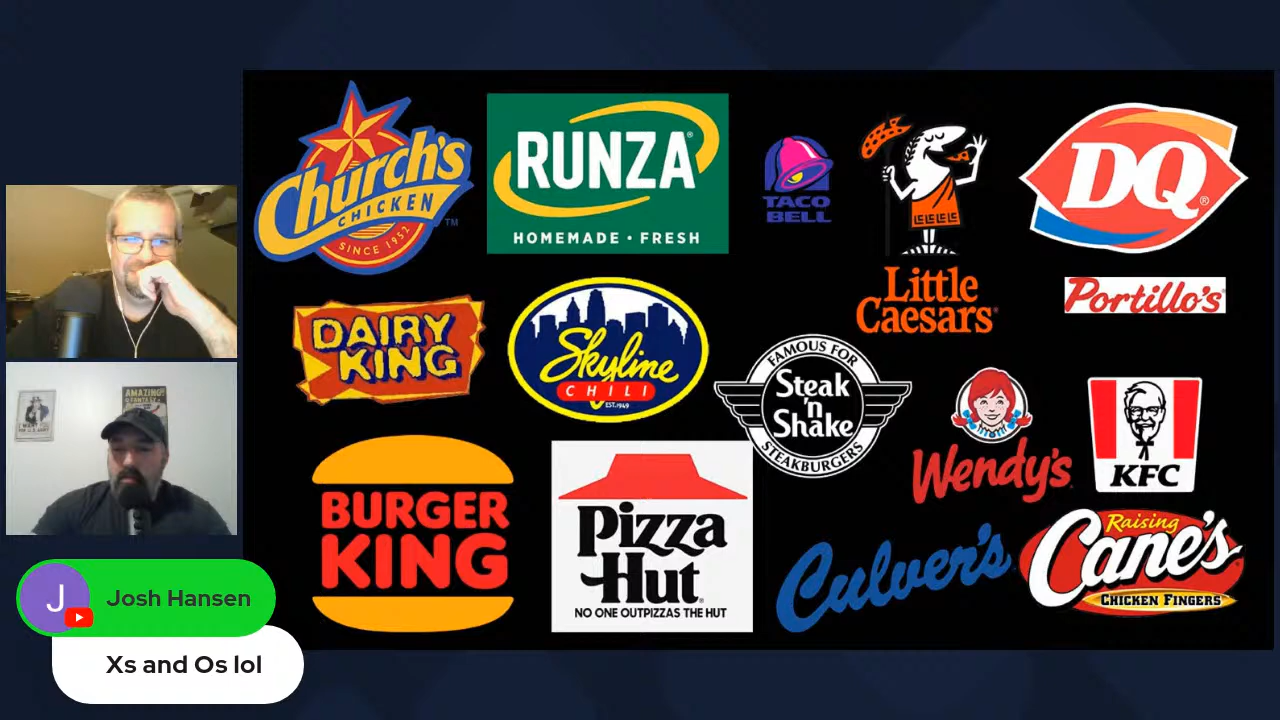 Church's
CHICKEN
SINCE 1952
TM
RUNZA®
HOMEMADE • FRESH
TACO
BELL
Little
Caesars®
DQ®
DAIRY
KING
Skyline
CHILI
EST. 1949
FAMOUS FOR
Steak
'n
Shake
STEAKBURGERS
Portillo's
Wendy's
KFC
BURGER
KING
Pizza
Hut
NO ONE OUTPIZZAS THE HUT
Culver's
Raising
Cane's
CHICKEN FINGERS
AMAZING!
J
Josh Hansen
Xs and Os lol